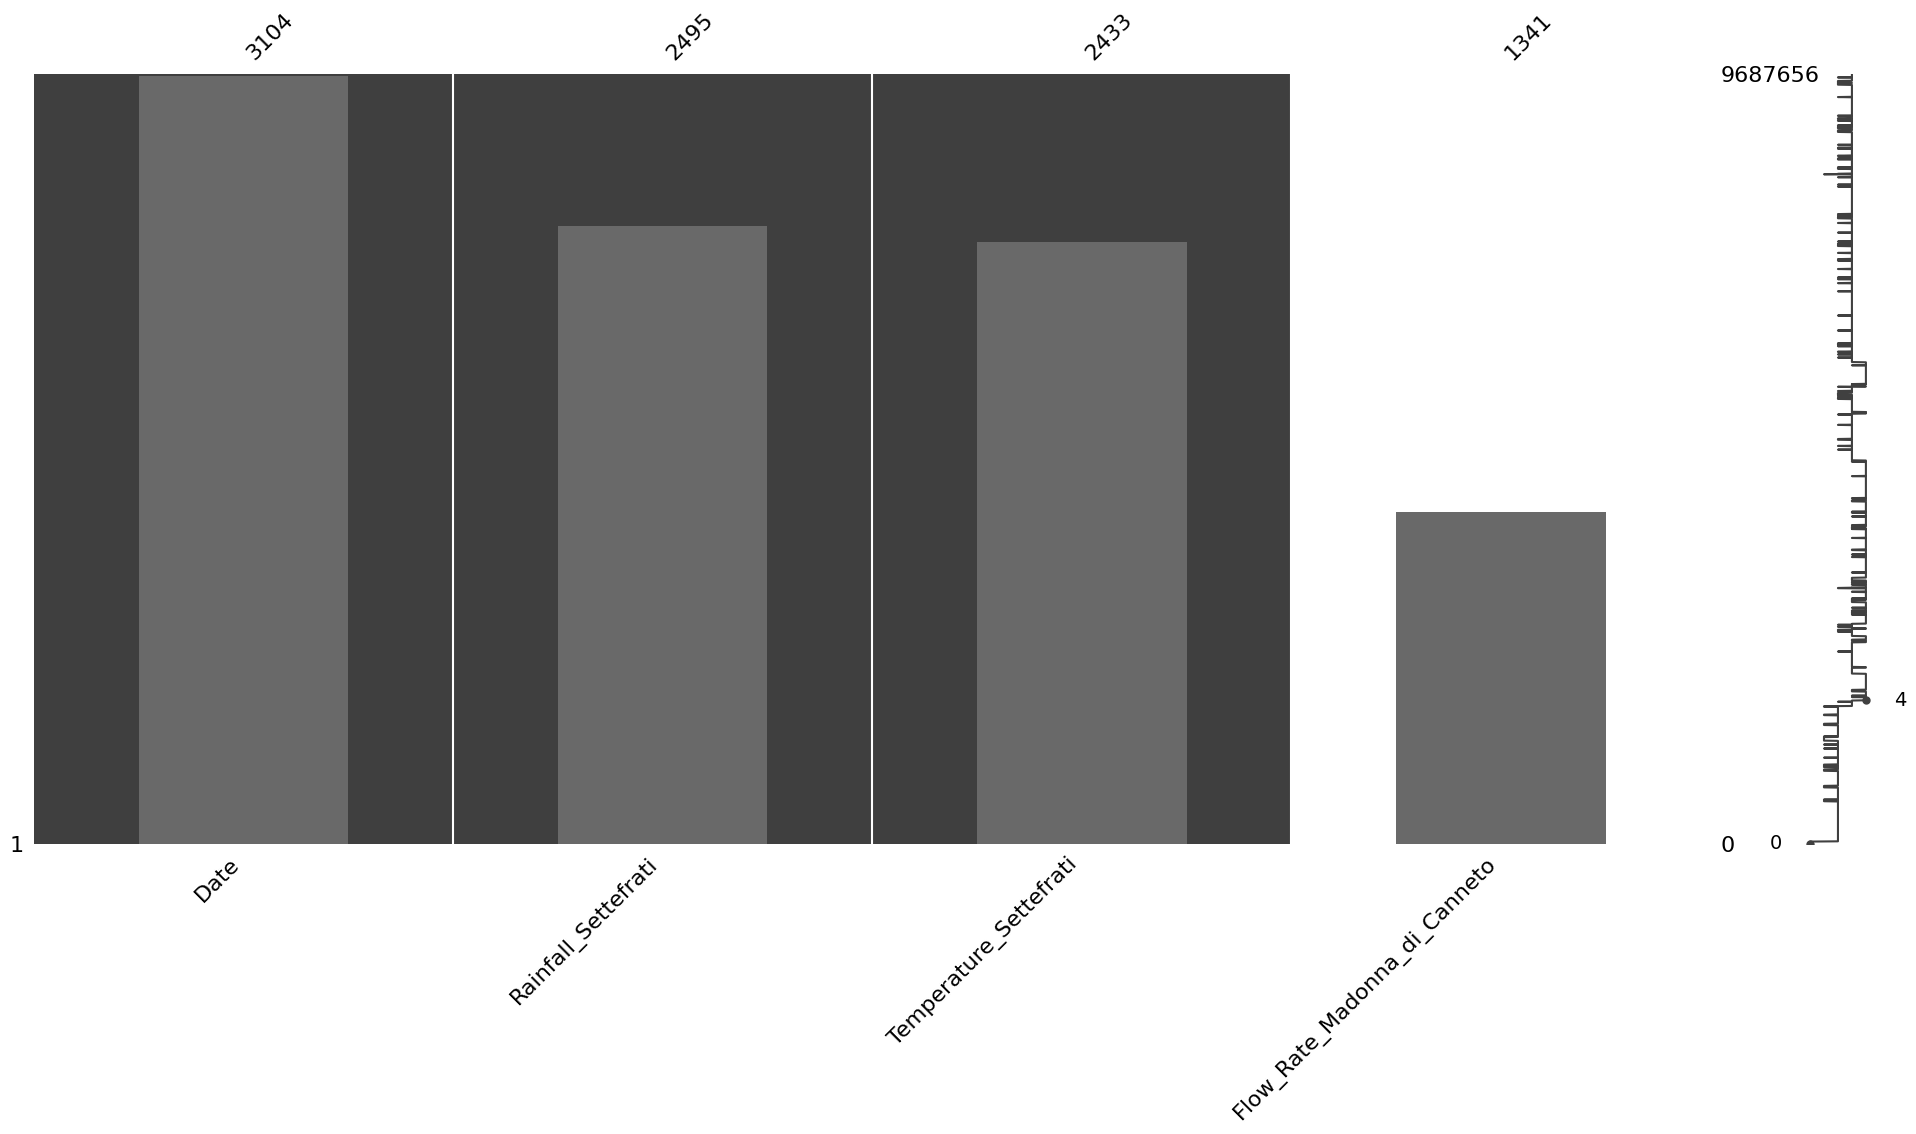 3104
2495
2433
1341
9687656
4
1
0
0
Date
Rainfall_Settefrati
Temperature_Settefrati
Flow_Rate_Madonna_di_Canneto